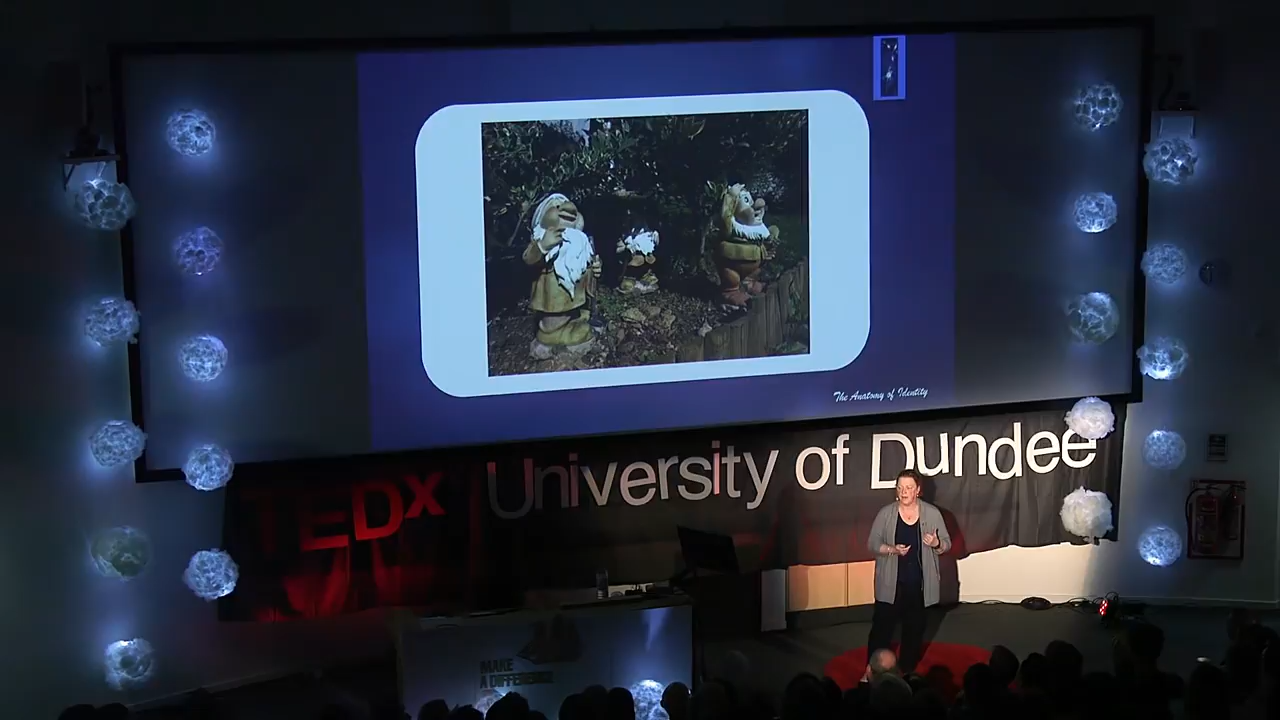 The Anatomy of Identity
TEDx University of Dundee
MAKE
A DIFFERENCE